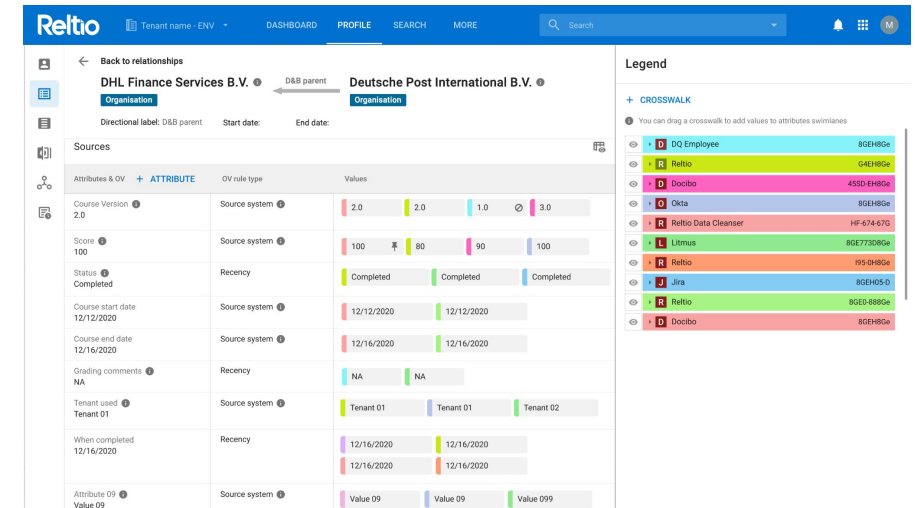 Reltio Tenant name - ENV DASHBOARD PROFILE SEARCH MORE Search M
Back to relationships
DHL Finance Services B.V. D&B parent Deutsche Post International B.V.
Organisation Organisation
Directional label: D&B parent Start date: End date:
Sources
Attributes & OV + ATTRIBUTE OV rule type Values
Course Version Source system 2.0 2.0 1.0 3.0
2.0
Score Source system 100 80 90 100
100
Status Recency Completed Completed Completed
Completed
Course start date Source system 12/12/2020 12/12/2020
12/12/2020
Course end date Source system 12/16/2020 12/16/2020
12/16/2020
Grading comments Recency NA NA
NA
Tenant used Source system Tenant 01 Tenant 01 Tenant 02
Tenant 01
When completed Recency 12/16/2020 12/16/2020
12/16/2020
12/16/2020 12/16/2020
Attribute 09 Source system Value 09 Value 09 Value 099
Value 09
Legend
+ CROSSWALK
You can drag a crosswalk to add values to attributes swimlanes
D DQ Employee 8GEH8Ge
R Reltio G4EH8Ge
D Docibo 455D-EH8Ge
O Okta 8GEH8Ge
R Reltio Data Cleanser HF-674-67G
L Litmus 8GE773D8Ge
R Reltio I95-0H8Ge
J Jira 8GEH05-D
R Reltio 8GE0-888Ge
D Docibo 8GEH8Ge